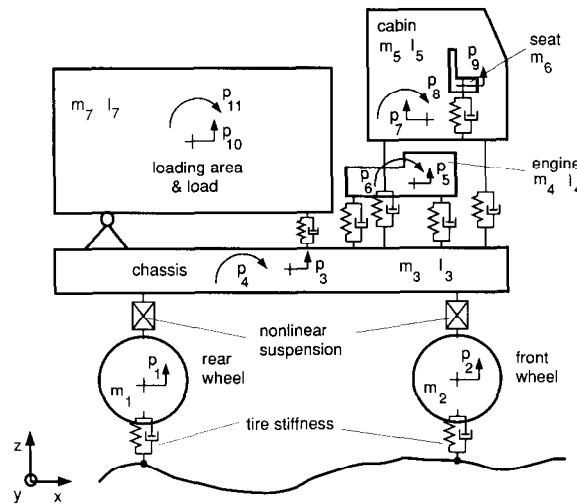 cabin
m5 I5
p9
seat
m6
p8
p7
m7 I7
p11
p10
loading area
& load
p6
p5
engine
m4 I4
chassis
p4
p3
m3 I3
nonlinear
suspension
rear
wheel
p1
m1
front
wheel
p2
m2
tire stiffness
z
y
x